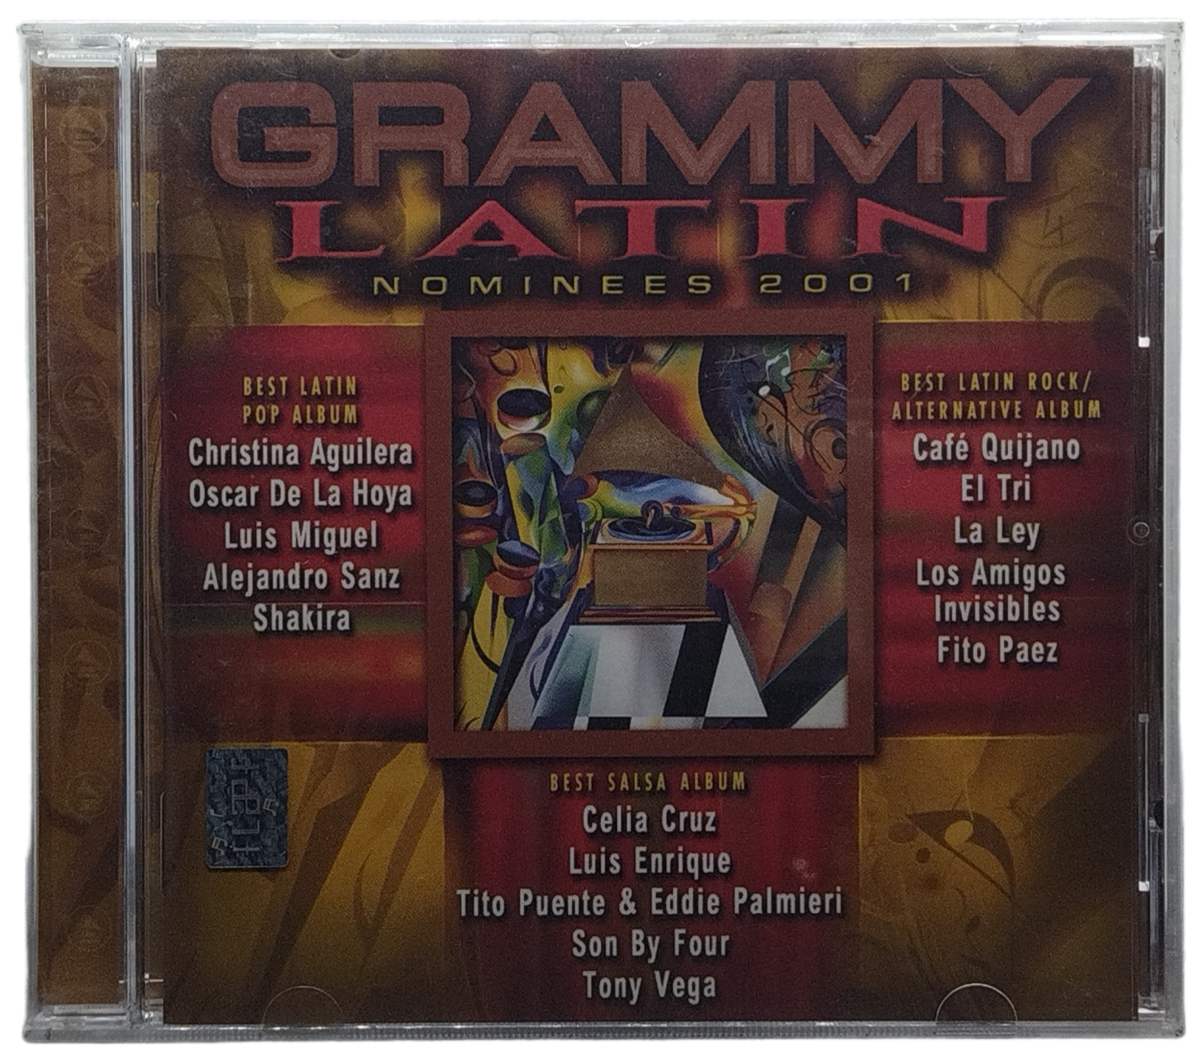 GRAMMY
LATIN
NOMINEES 2001
BEST LATIN
POP ALBUM
Christina Aguilera
Oscar De La Hoya
Luis Miguel
Alejandro Sanz
Shakira
BEST LATIN ROCK/
ALTERNATIVE ALBUM
Café Quijano
El Tri
La Ley
Los Amigos
Invisibles
Fito Paez
BEST SALSA ALBUM
Celia Cruz
Luis Enrique
Tito Puente & Eddie Palmieri
Son By Four
Tony Vega